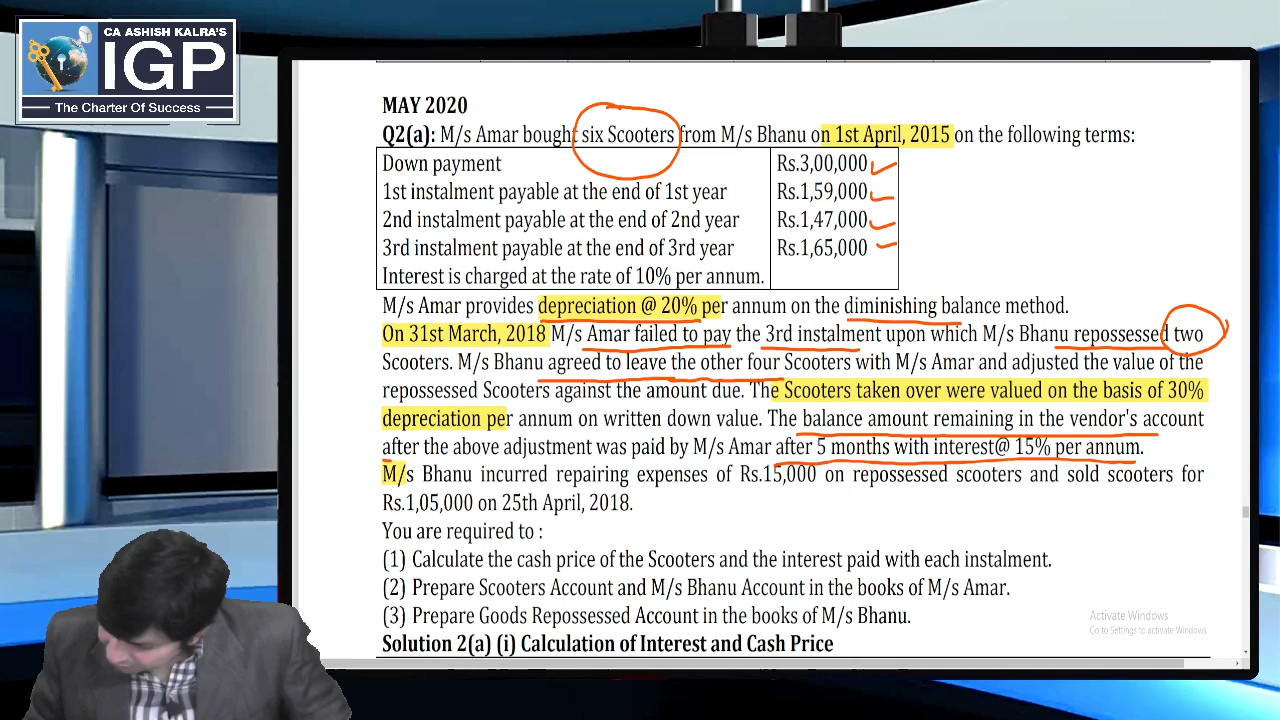 CA ASHISH KALRA'S
IGP
The Charter Of Success
MAY 2020
Q2(a): M/s Amar bought six Scooters from M/s Bhanu on 1st April, 2015 on the following terms:
Down payment Rs.3,00,000
1st instalment payable at the end of 1st year Rs.1,59,000
2nd instalment payable at the end of 2nd year Rs.1,47,000
3rd instalment payable at the end of 3rd year Rs.1,65,000
Interest is charged at the rate of 10% per annum.
M/s Amar provides depreciation @ 20% per annum on the diminishing balance method.
On 31st March, 2018 M/s Amar failed to pay the 3rd instalment upon which M/s Bhanu repossessed two
Scooters. M/s Bhanu agreed to leave the other four Scooters with M/s Amar and adjusted the value of the
repossessed Scooters against the amount due. The Scooters taken over were valued on the basis of 30%
depreciation per annum on written down value. The balance amount remaining in the vendor's account
after the above adjustment was paid by M/s Amar after 5 months with interest@ 15% per annum.
M/s Bhanu incurred repairing expenses of Rs.15,000 on repossessed scooters and sold scooters for
Rs.1,05,000 on 25th April, 2018.
You are required to :
(1) Calculate the cash price of the Scooters and the interest paid with each instalment.
(2) Prepare Scooters Account and M/s Bhanu Account in the books of M/s Amar.
(3) Prepare Goods Repossessed Account in the books of M/s Bhanu.
Solution 2(a) (i) Calculation of Interest and Cash Price
Activate Windows
Go to Settings to activate Windows.